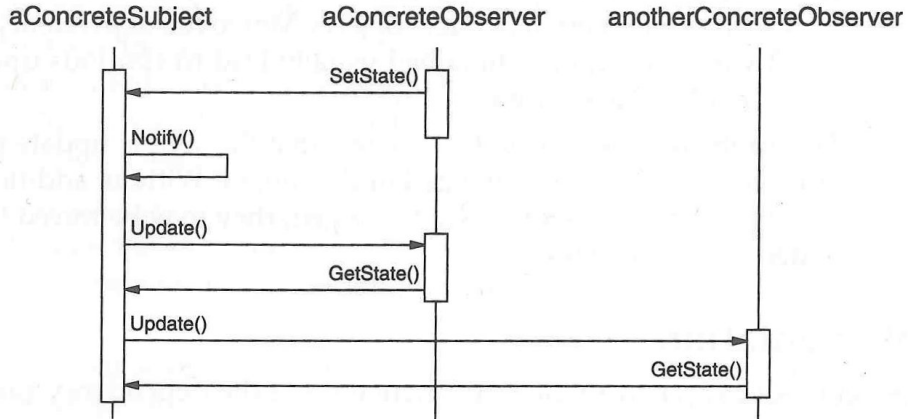 aConcreteSubject
aConcreteObserver
anotherConcreteObserver
SetState()
Notify()
Update()
GetState()
Update()
GetState()